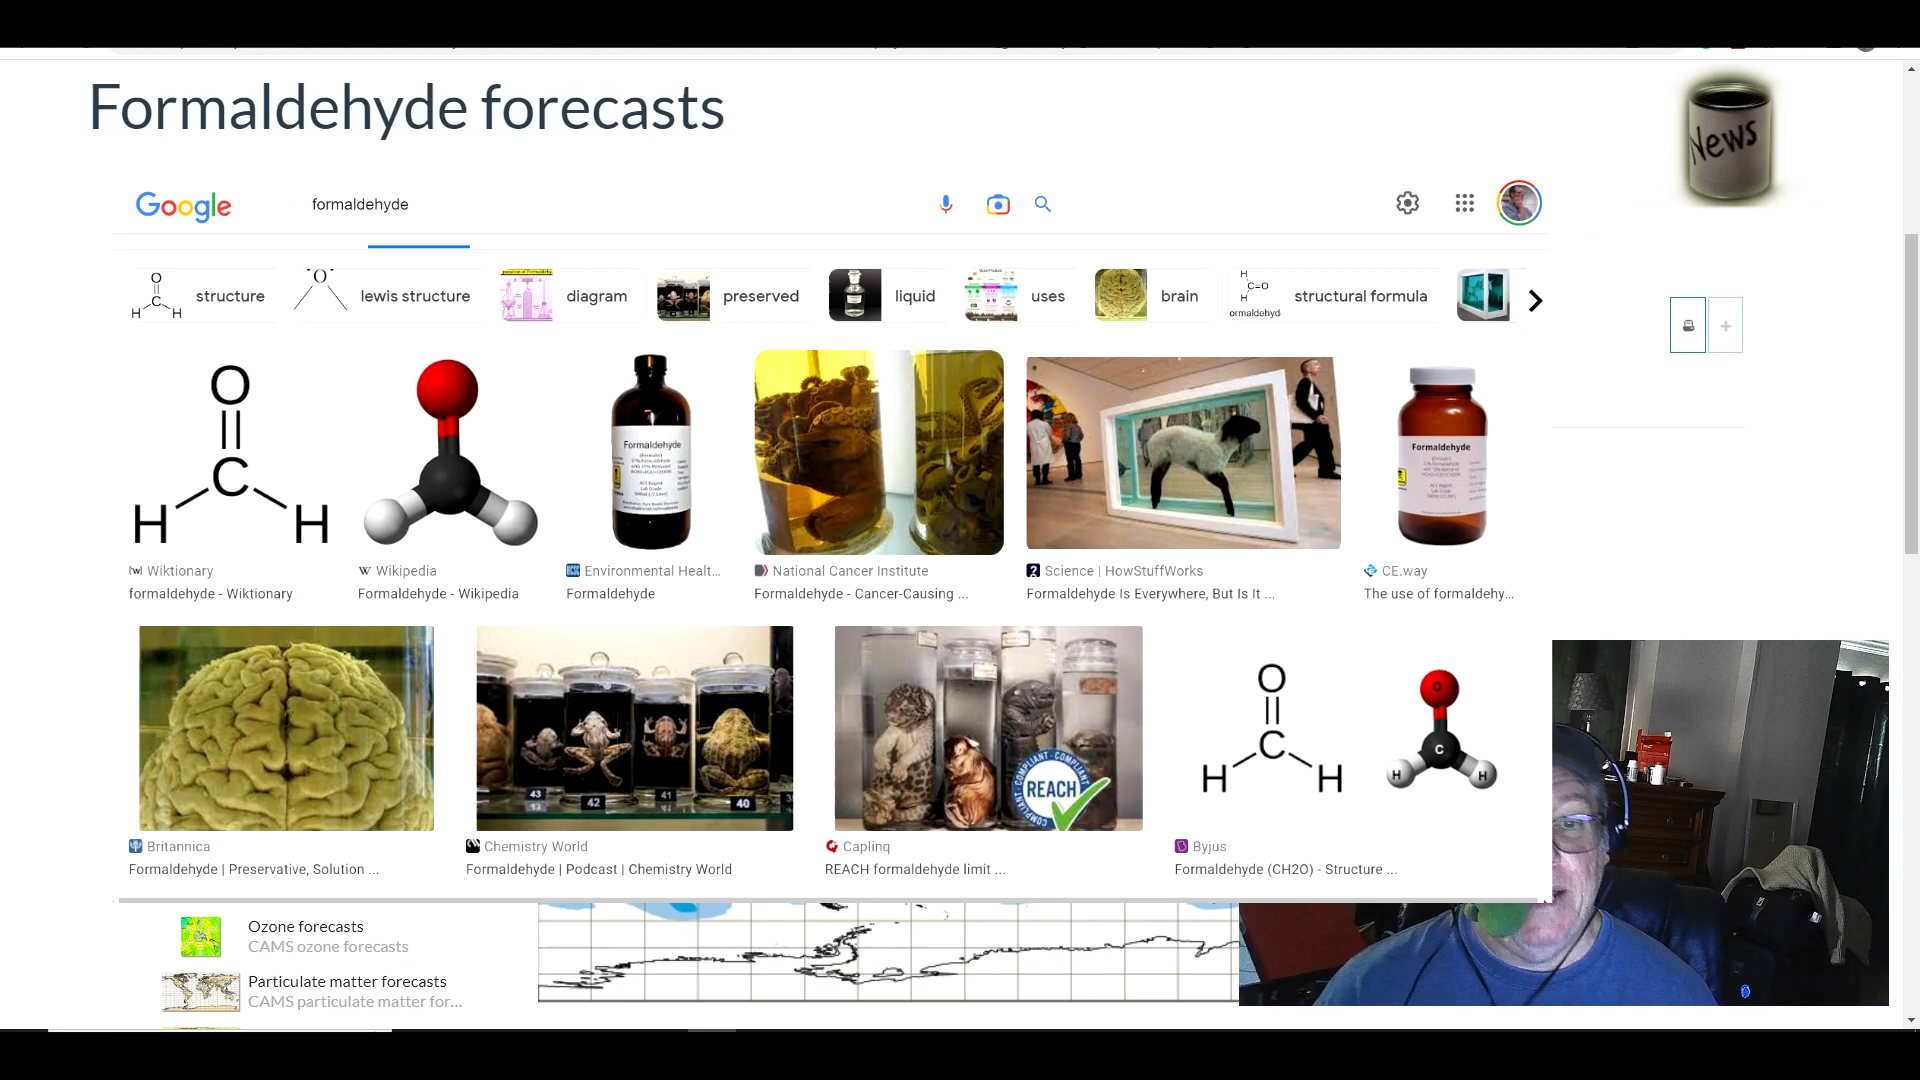 Formaldehyde forecasts
News
Google
formaldehyde
O
H H
structure
O
lewis structure
diagram
preserved
liquid
uses
brain
H
C=O
H
ormaldehyd
structural formula
O
C
H H
Formaldehyde
Formaldehyde
Wiktionary
formaldehyde - Wiktionary
W Wikipedia
Formaldehyde - Wikipedia
Environmental Healt...
Formaldehyde
National Cancer Institute
Formaldehyde - Cancer-Causing ...
Science | HowStuffWorks
Formaldehyde Is Everywhere, But Is It ...
CE.way
The use of formaldehy...
43 42 41 40
COMPLIANT · COMPLIANT
REACH
O
C
H H
O
C
H H
Britannica
Formaldehyde | Preservative, Solution ...
Chemistry World
Formaldehyde | Podcast | Chemistry World
Caplinq
REACH formaldehyde limit ...
Byjus
Formaldehyde (CH2O) - Structure ...
Ozone forecasts
CAMS ozone forecasts
Particulate matter forecasts
CAMS particulate matter for...